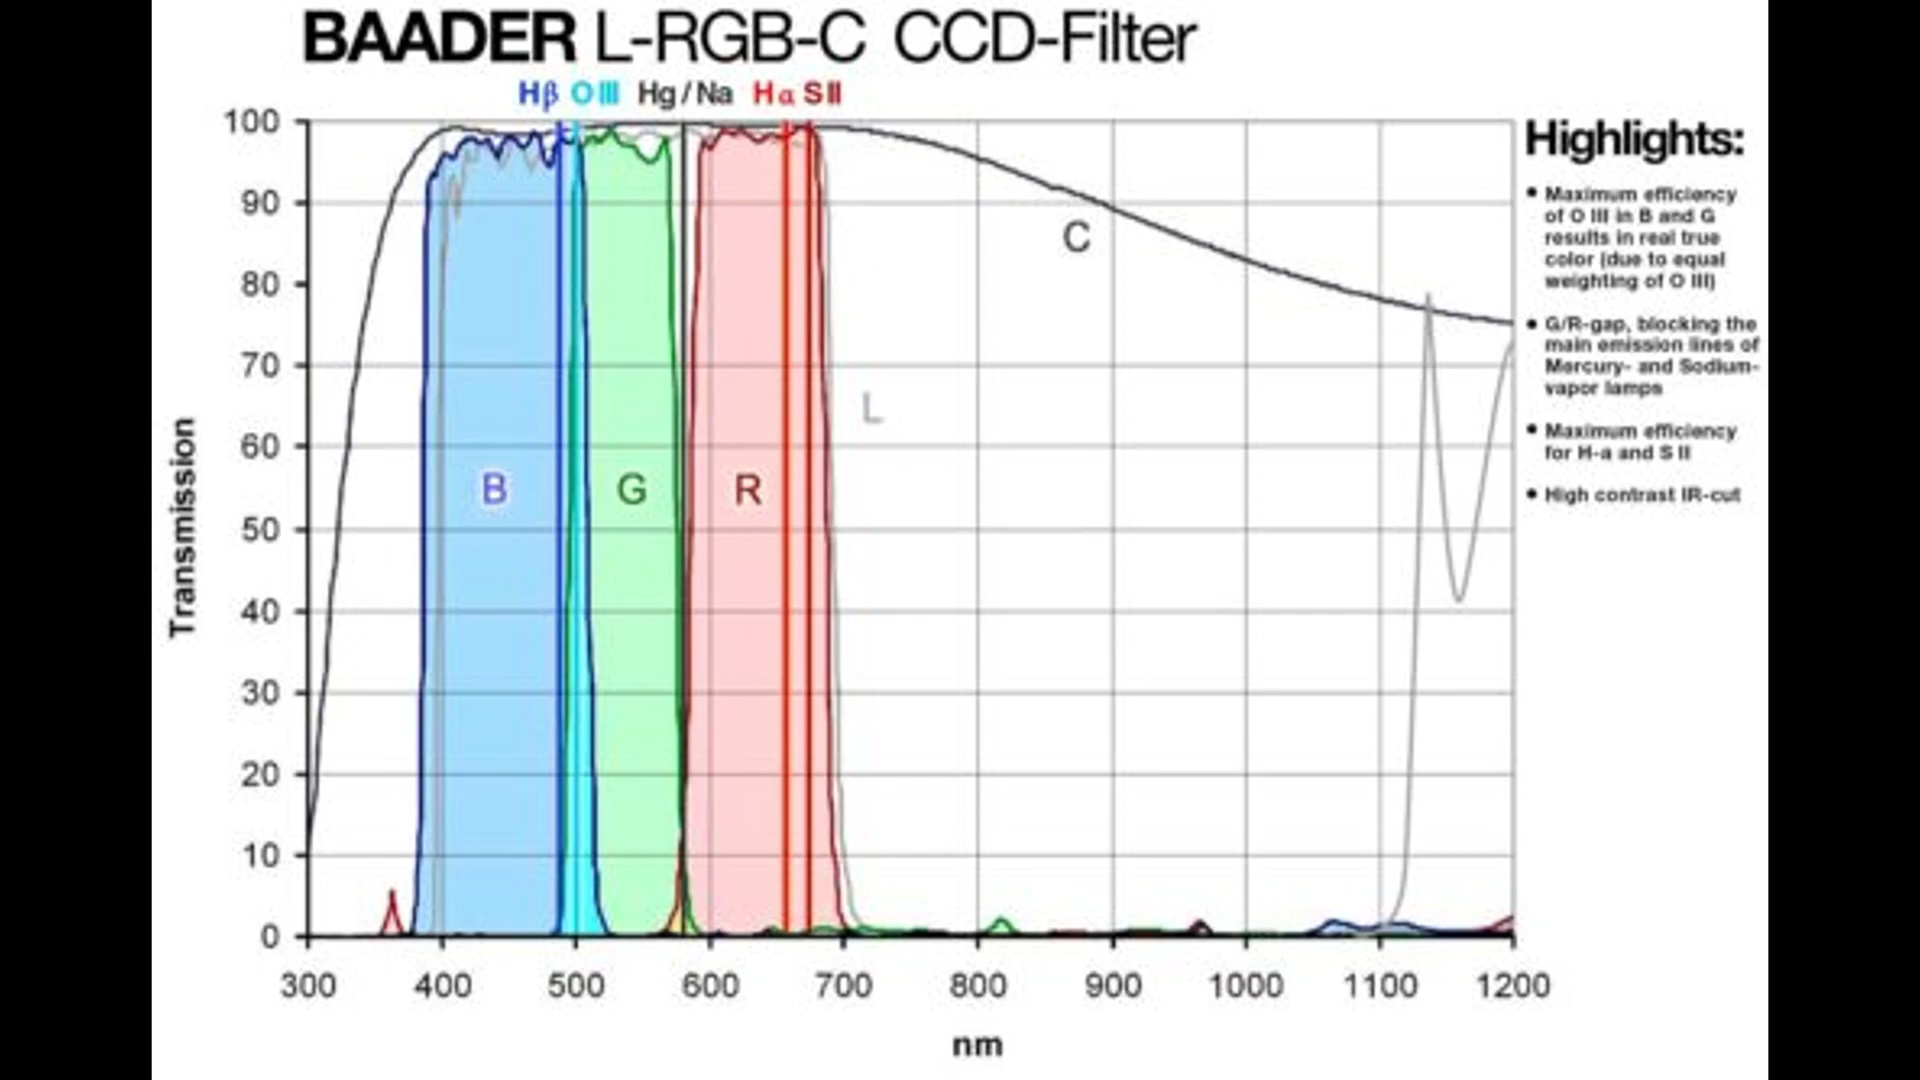 BAADER L-RGB-C CCD-Filter
Hβ O III Hg / Na Hα S II
100
90
80
70
60
50
40
30
20
10
0
Transmission
B
G
R
L
C
300 400 500 600 700 800 900 1000 1100 1200
nm
Highlights:
• Maximum efficiency
of O III in B and G
results in real true
color (due to equal
weighting of O III)
• G/R-gap, blocking the
main emission lines of
Mercury- and Sodium-
vapor lamps
• Maximum efficiency
for H-a and S II
• High contrast IR-cut